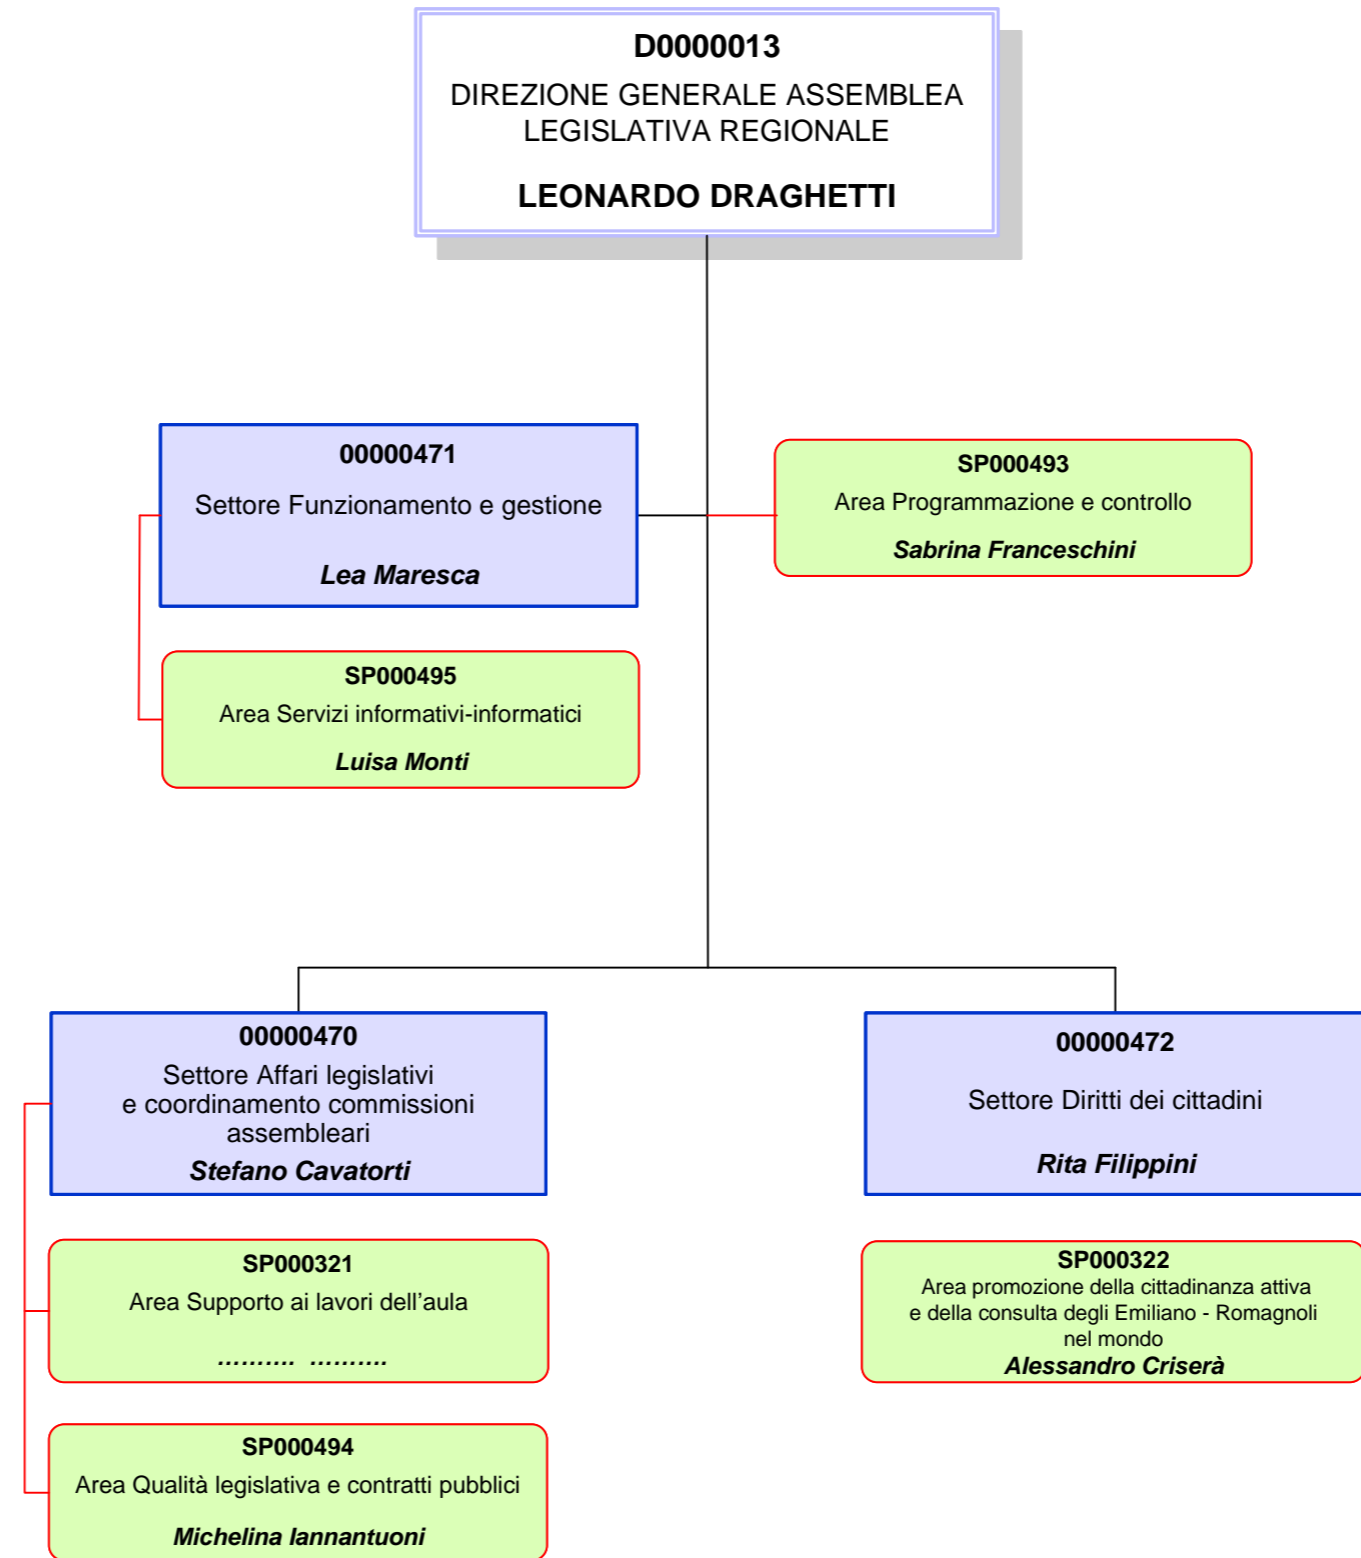 D0000013
DIREZIONE GENERALE ASSEMBLEA
LEGISLATIVA REGIONALE
LEONARDO DRAGHETTI
00000471
Settore Funzionamento e gestione
Lea Maresca
SP000493
Area Programmazione e controllo
Sabrina Franceschini
SP000495
Area Servizi informativi-informatici
Luisa Monti
00000470
Settore Affari legislativi
e coordinamento commissioni
assembleari
Stefano Cavatorti
00000472
Settore Diritti dei cittadini
Rita Filippini
SP000321
Area Supporto ai lavori dell’aula
………. ……….
SP000322
Area promozione della cittadinanza attiva
e della consulta degli Emiliano - Romagnoli
nel mondo
Alessandro Criserà
SP000494
Area Qualità legislativa e contratti pubblici
Michelina Iannantuoni